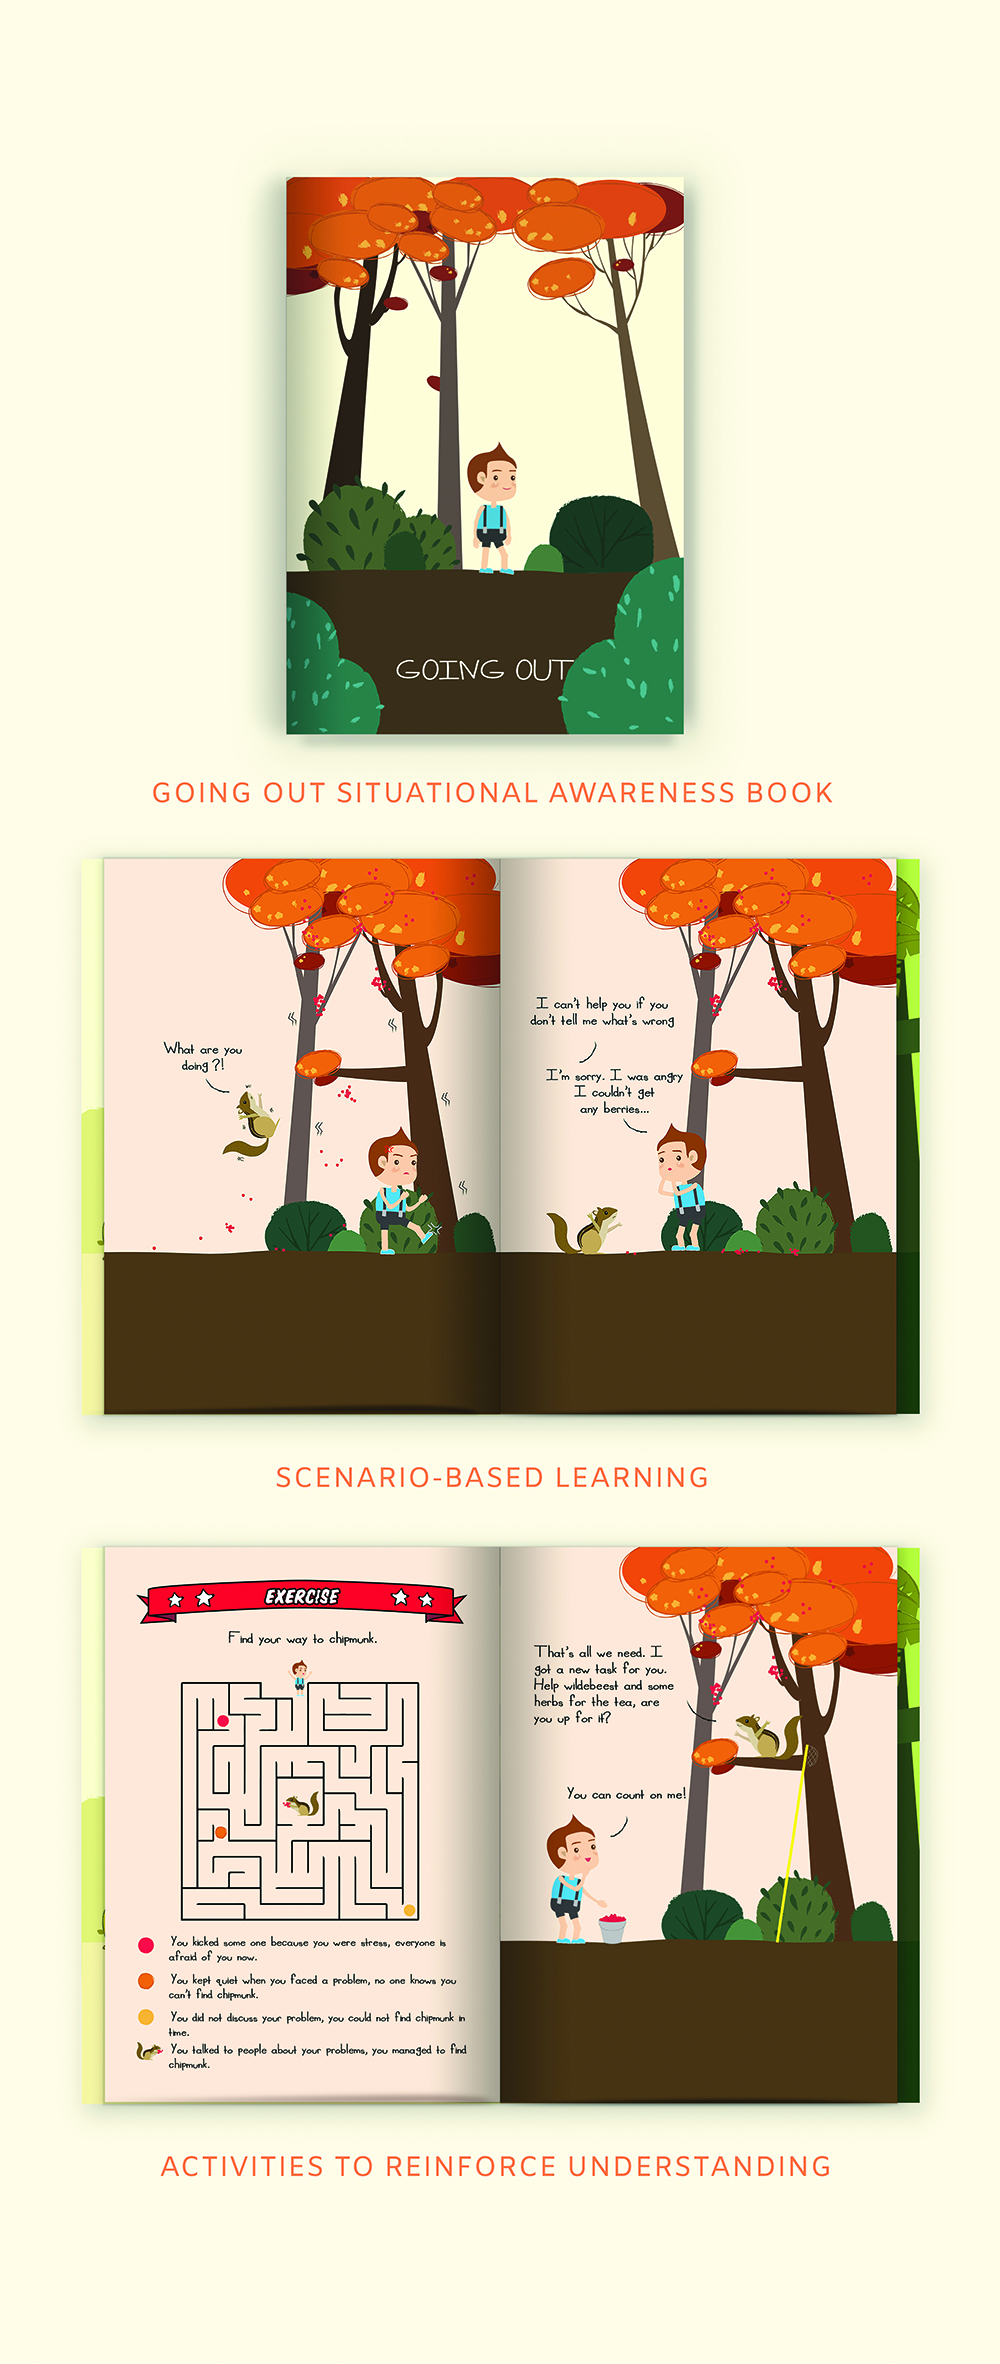 GOING OUT
GOING OUT SITUATIONAL AWARENESS BOOK
What are you
doing ?!
I can't help you if you
don't tell me what's wrong
I'm sorry. I was angry
I couldn't get
any berries...
SCENARIO-BASED LEARNING
EXERC!SE
Find your way to chipmunk.
You kicked some one because you were stress, everyone is
afraid of you now.
You kept quiet when you faced a problem, no one knows you
can't find chipmunk.
You did not discuss your problem, you could not find chipmunk in
time.
You talked to people about your problems, you managed to find
chipmunk.
That's all we need. I
got a new task for you.
Help wildebeest and some
herbs for the tea, are
you up for it?
You can count on me!
ACTIVITIES TO REINFORCE UNDERSTANDING